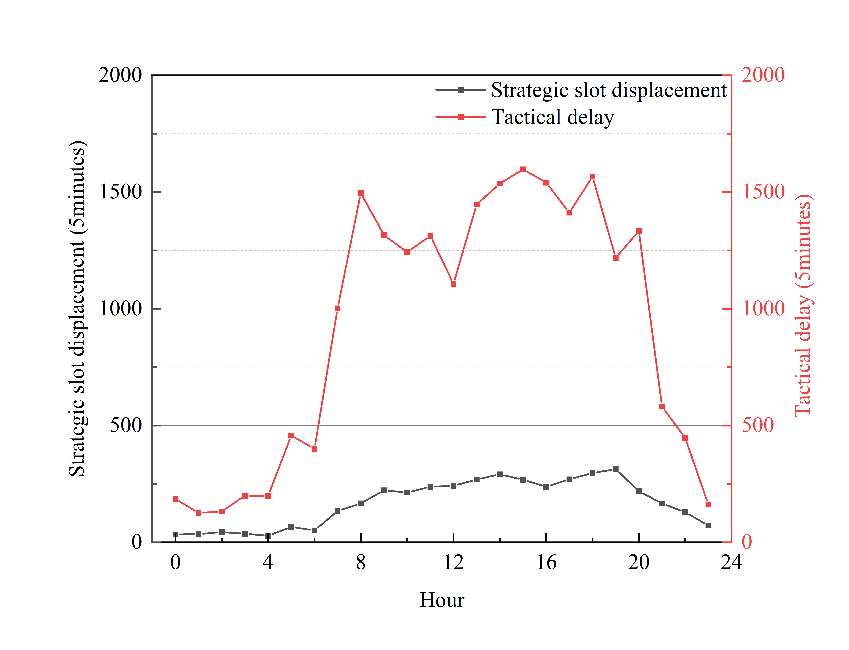 Strategic slot displacement
Tactical delay
2000
1500
1000
500
0
Strategic slot displacement (5minutes)
2000
1500
1000
500
0
Tactical delay (5minutes)
0 4 8 12 16 20 24
Hour